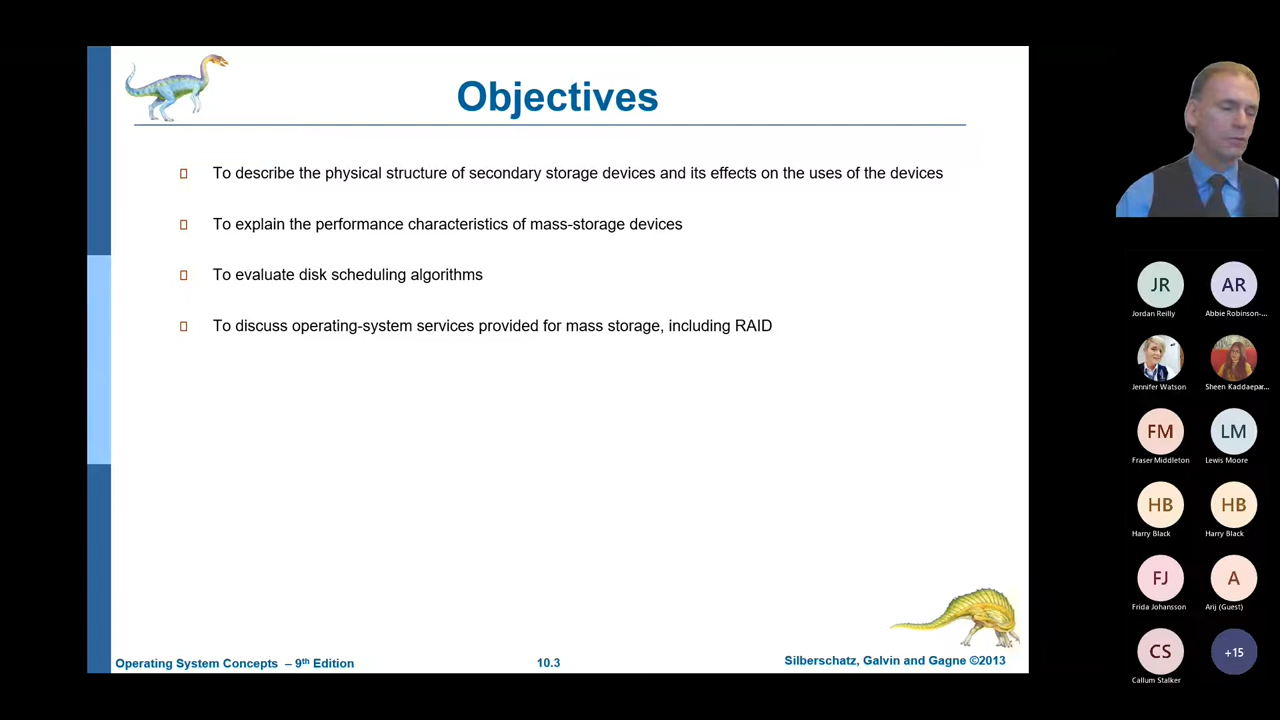 Objectives
To describe the physical structure of secondary storage devices and its effects on the uses of the devices
To explain the performance characteristics of mass-storage devices
To evaluate disk scheduling algorithms
To discuss operating-system services provided for mass storage, including RAID
Operating System Concepts – 9th Edition
10.3
Silberschatz, Galvin and Gagne ©2013
JR
AR
Jordan Reilly
Abbie Robinson-...
Jennifer Watson
Sheen Kaddaepar...
FM
LM
Fraser Middleton
Lewis Moore
HB
HB
Harry Black
Harry Black
FJ
A
Frida Johansson
Arij (Guest)
CS
+15
Callum Stalker